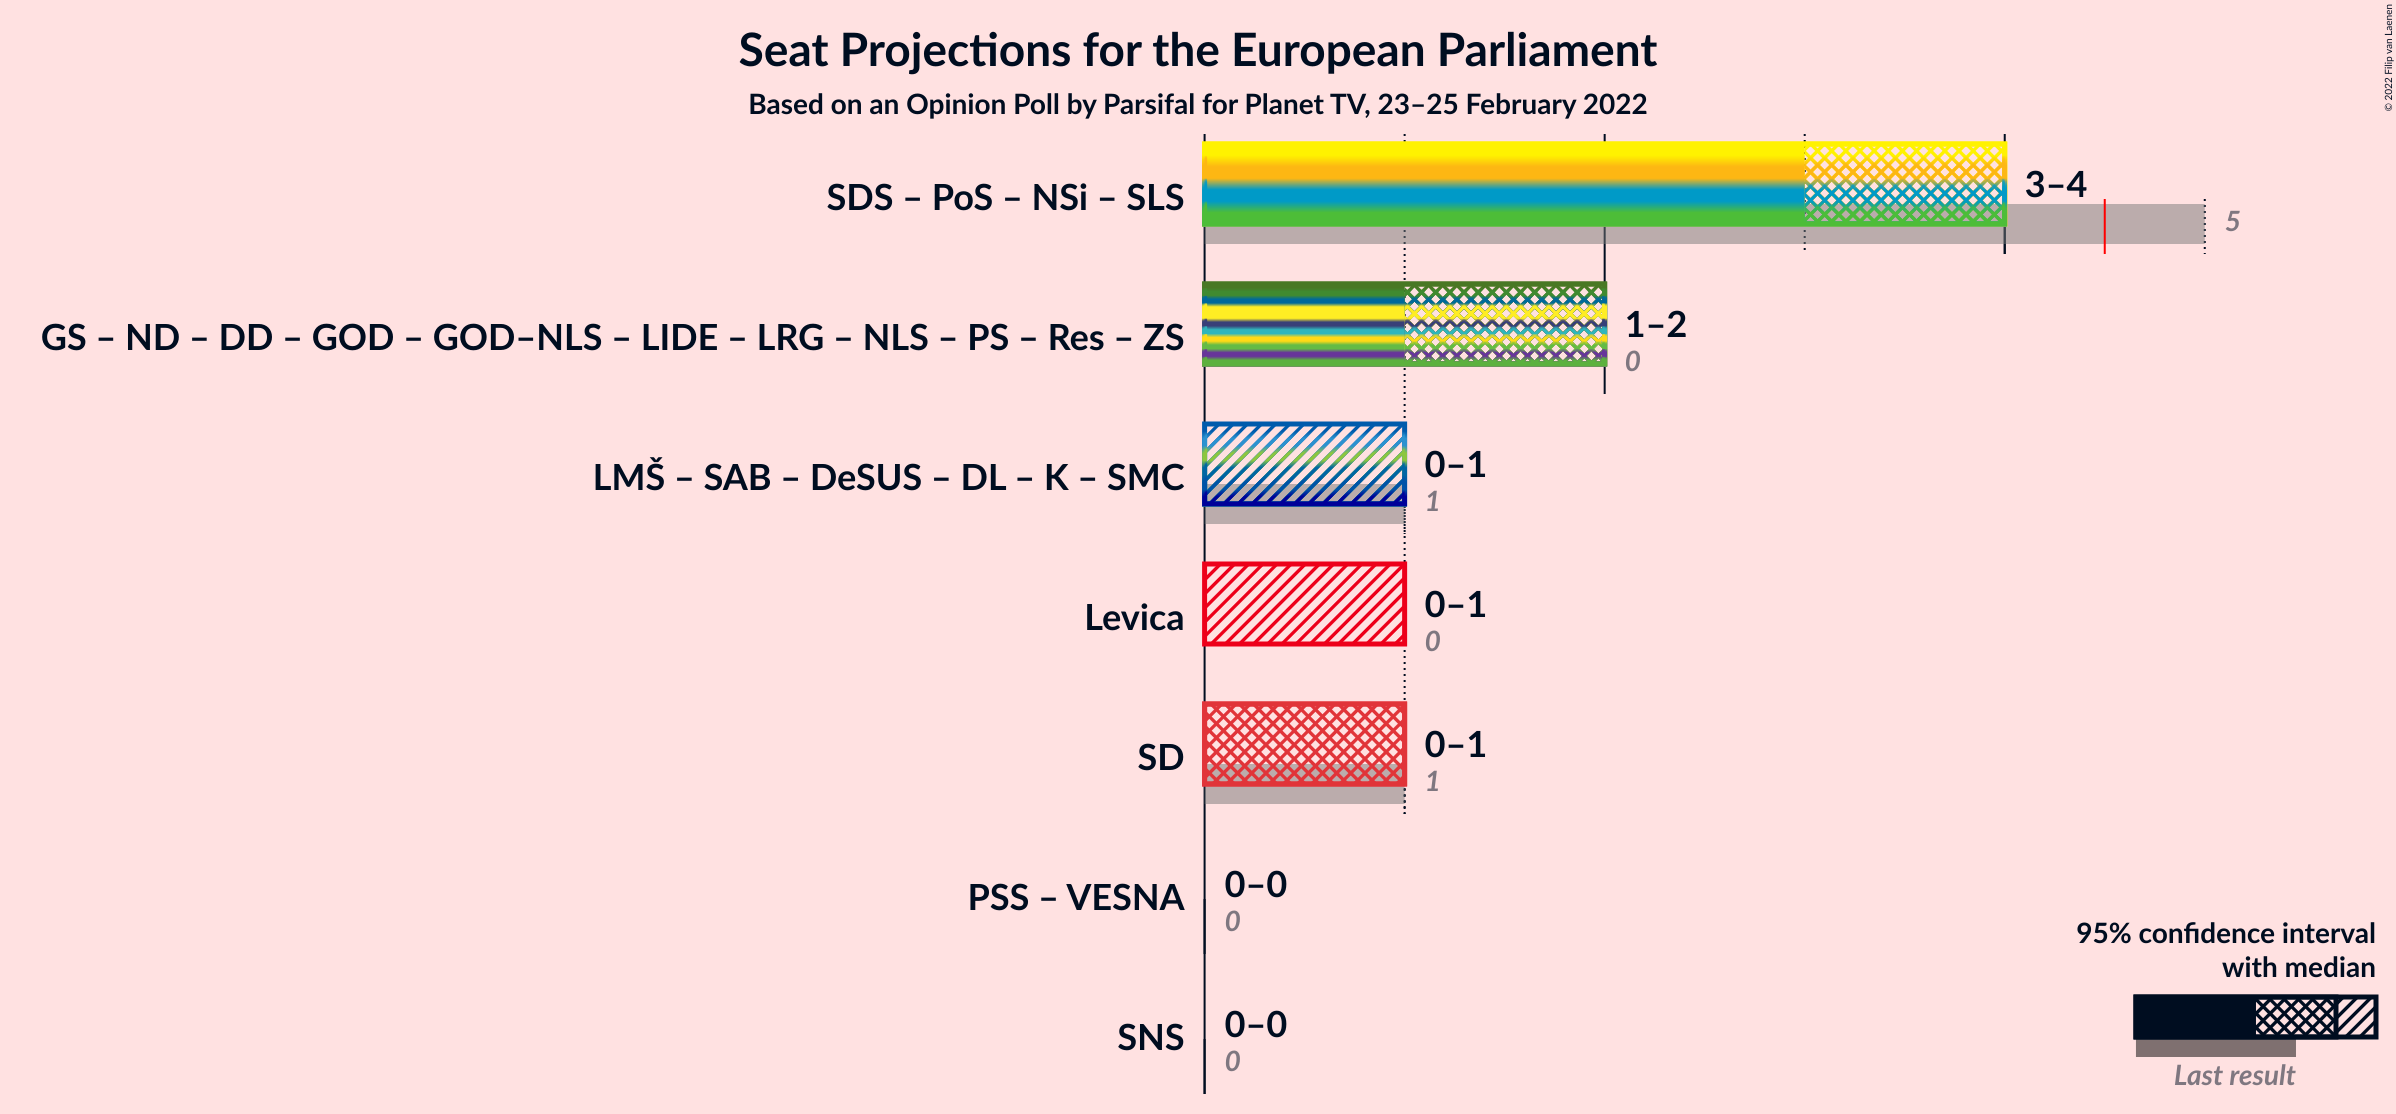 Seat Projections for the European Parliament
Based on an Opinion Poll by Parsifal for Planet TV, 23–25 February 2022
© 2022 Filip van Laenen
SDS – PoS – NSi – SLS
3–4
5
GS – ND – DD – GOD – GOD–NLS – LIDE – LRG – NLS – PS – Res – ZS
1–2
0
LMŠ – SAB – DeSUS – DL – K – SMC
0–1
1
Levica
0–1
0
SD
0–1
1
PSS – VESNA
0–0
0
SNS
0–0
0
95% confidence interval
with median
Last result